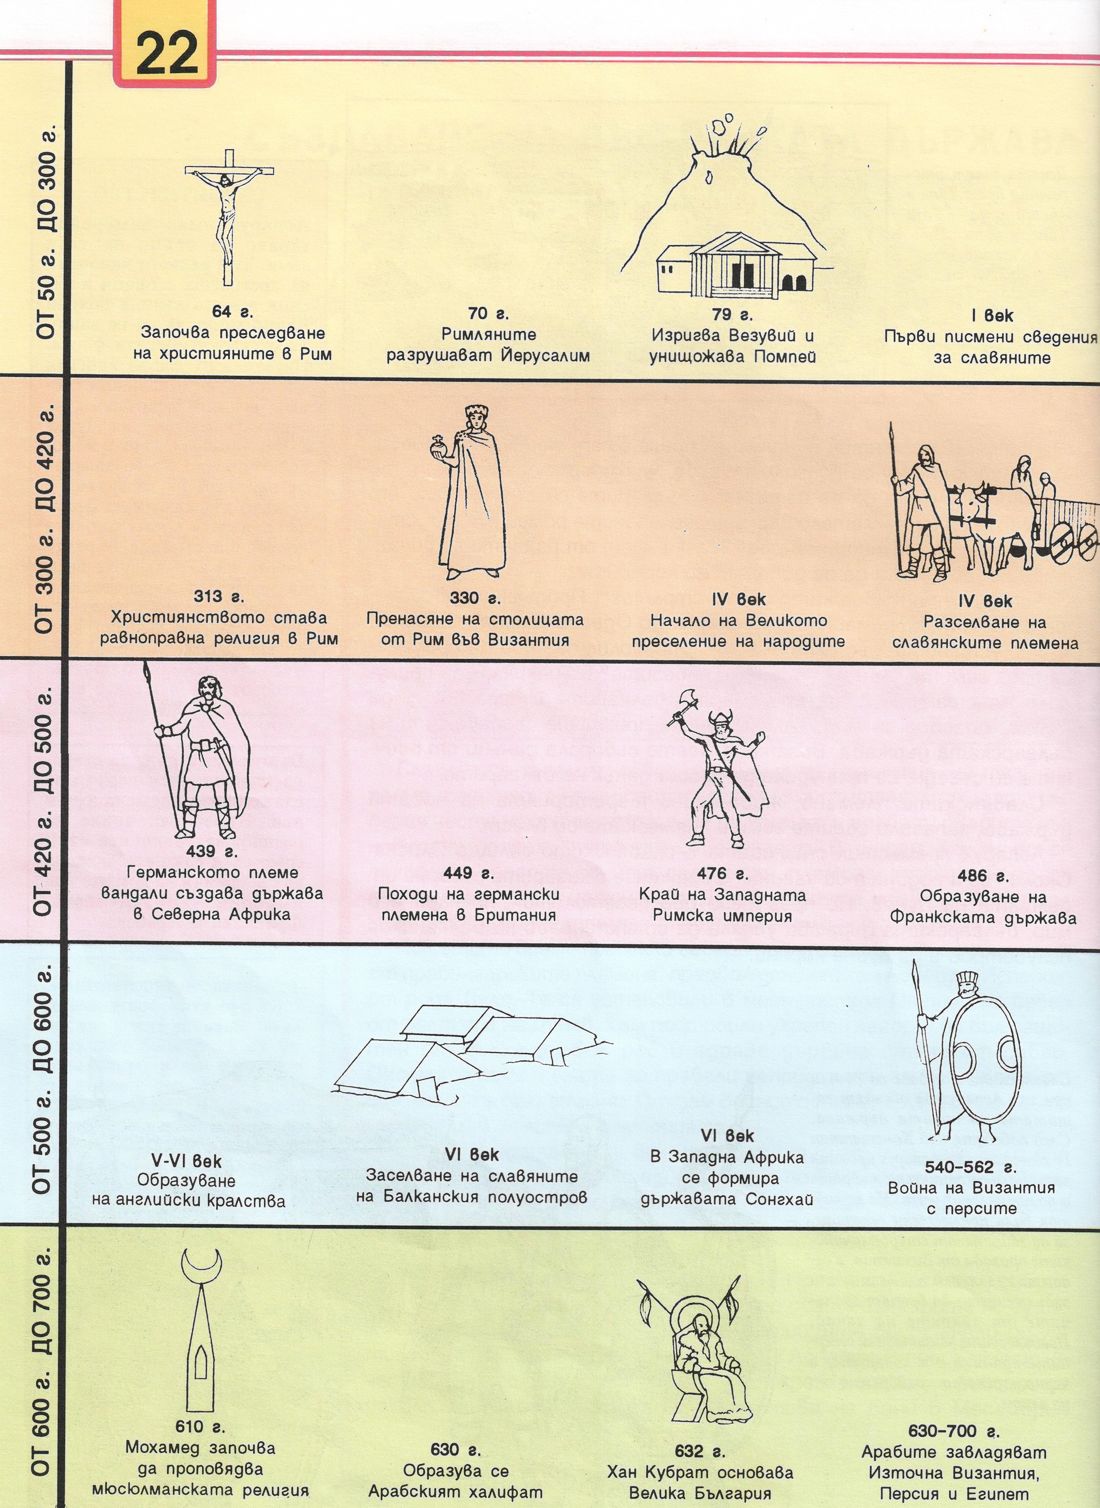 22
ОТ 50 г. ДО 300 г.
64 г.
Започва преследване
на християните в Рим
70 г.
Римляните
разрушават Йерусалим
79 г.
Изригва Везувий и
унищожава Помпей
I век
Първи писмени сведения
за славяните
ОТ 300 г. ДО 420 г.
313 г.
Християнството става
равноправна религия в Рим
330 г.
Пренасяне на столицата
от Рим във Византия
IV век
Начало на Великото
преселение на народите
IV век
Разселване на
славянските племена
ОТ 420 г. ДО 500 г.
439 г.
Германското племе
вандали създава държава
в Северна Африка
449 г.
Походи на германски
племена в Британия
476 г.
Край на Западната
Римска империя
486 г.
Образуване на
Франкската държава
ОТ 500 г. ДО 600 г.
V-VI век
Образуване
на английски кралства
VI век
Заселване на славяните
на Балканския полуостров
VI век
В Западна Африка
се формира
държавата Сонгхай
540-562 г.
Война на Византия
с персите
ОТ 600 г. ДО 700 г.
610 г.
Мохамед започва
да проповядва
мюсюлманската религия
630 г.
Образува се
Арабският халифат
632 г.
Хан Кубрат основава
Велика България
630-700 г.
Арабите завладяват
Източна Византия,
Персия и Египет